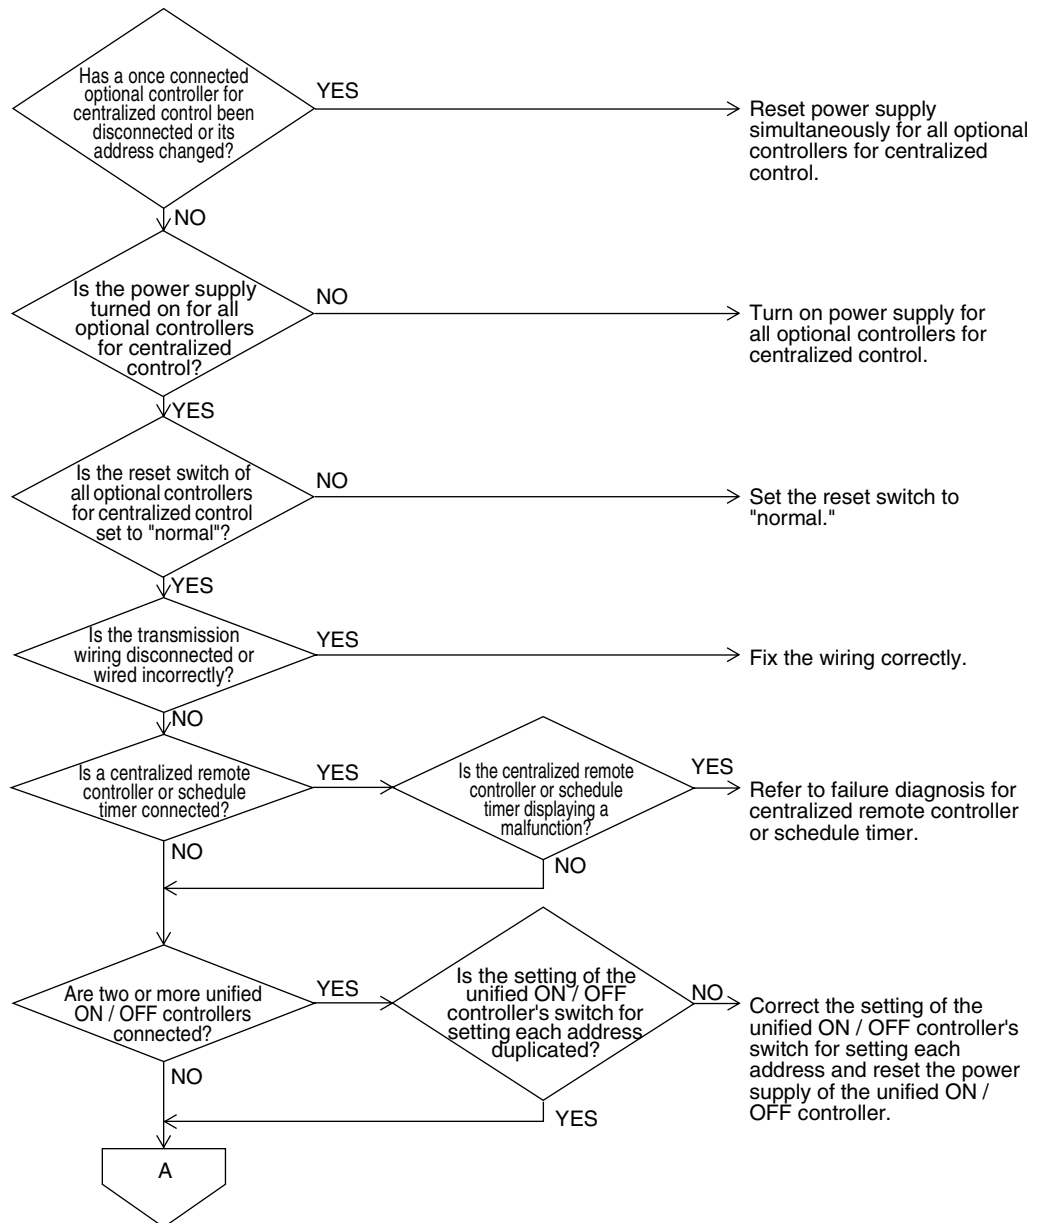 Has a once connected
optional controller for
centralized control been
disconnected or its
address changed?
YES
Reset power supply
simultaneously for all optional
controllers for centralized
control.
NO
Is the power supply
turned on for all
optional controllers
for centralized
control?
NO
Turn on power supply for
all optional controllers for
centralized control.
YES
Is the reset switch of
all optional controllers
for centralized control
set to "normal"?
NO
Set the reset switch to
"normal."
YES
Is the transmission
wiring disconnected or
wired incorrectly?
YES
Fix the wiring correctly.
NO
Is a centralized remote
controller or schedule
timer connected?
YES
Is the centralized remote
controller or schedule
timer displaying a
malfunction?
YES
Refer to failure diagnosis for
centralized remote controller
or schedule timer.
NO
NO
Are two or more unified
ON / OFF controllers
connected?
YES
Is the setting of the
unified ON / OFF
controller's switch for
setting each address
duplicated?
NO
Correct the setting of the
unified ON / OFF controller's
switch for setting each
address and reset the power
supply of the unified ON /
OFF controller.
NO
YES
A